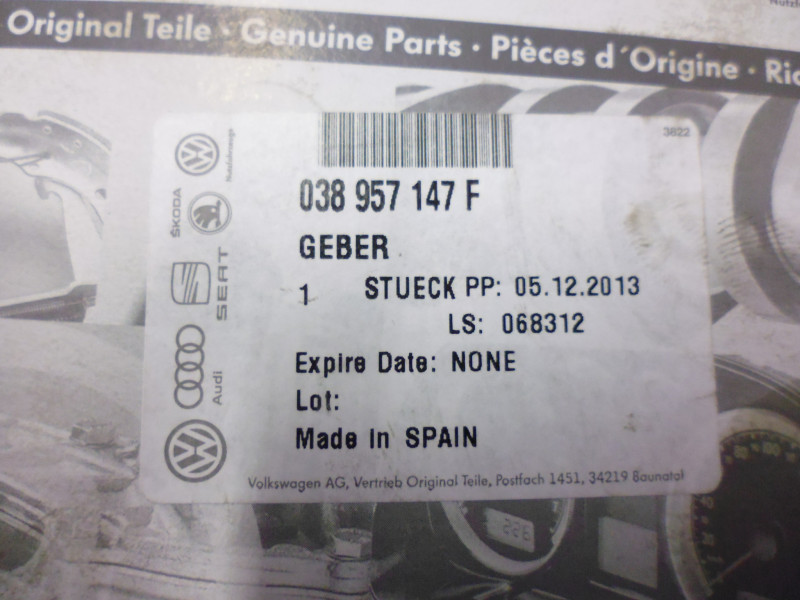 Original Teile · Genuine Parts · Pièces d´Origine · Ric
3822
038 957 147 F
GEBER
1 STUECK PP: 05.12.2013
LS: 068312
Expire Date: NONE
Lot:
Made in SPAIN
Volkswagen AG, Vertrieb Original Teile, Postfach 1451, 34219 Baunatal
Nutzfahrzeuge
ŠKODA
SEAT
Audi